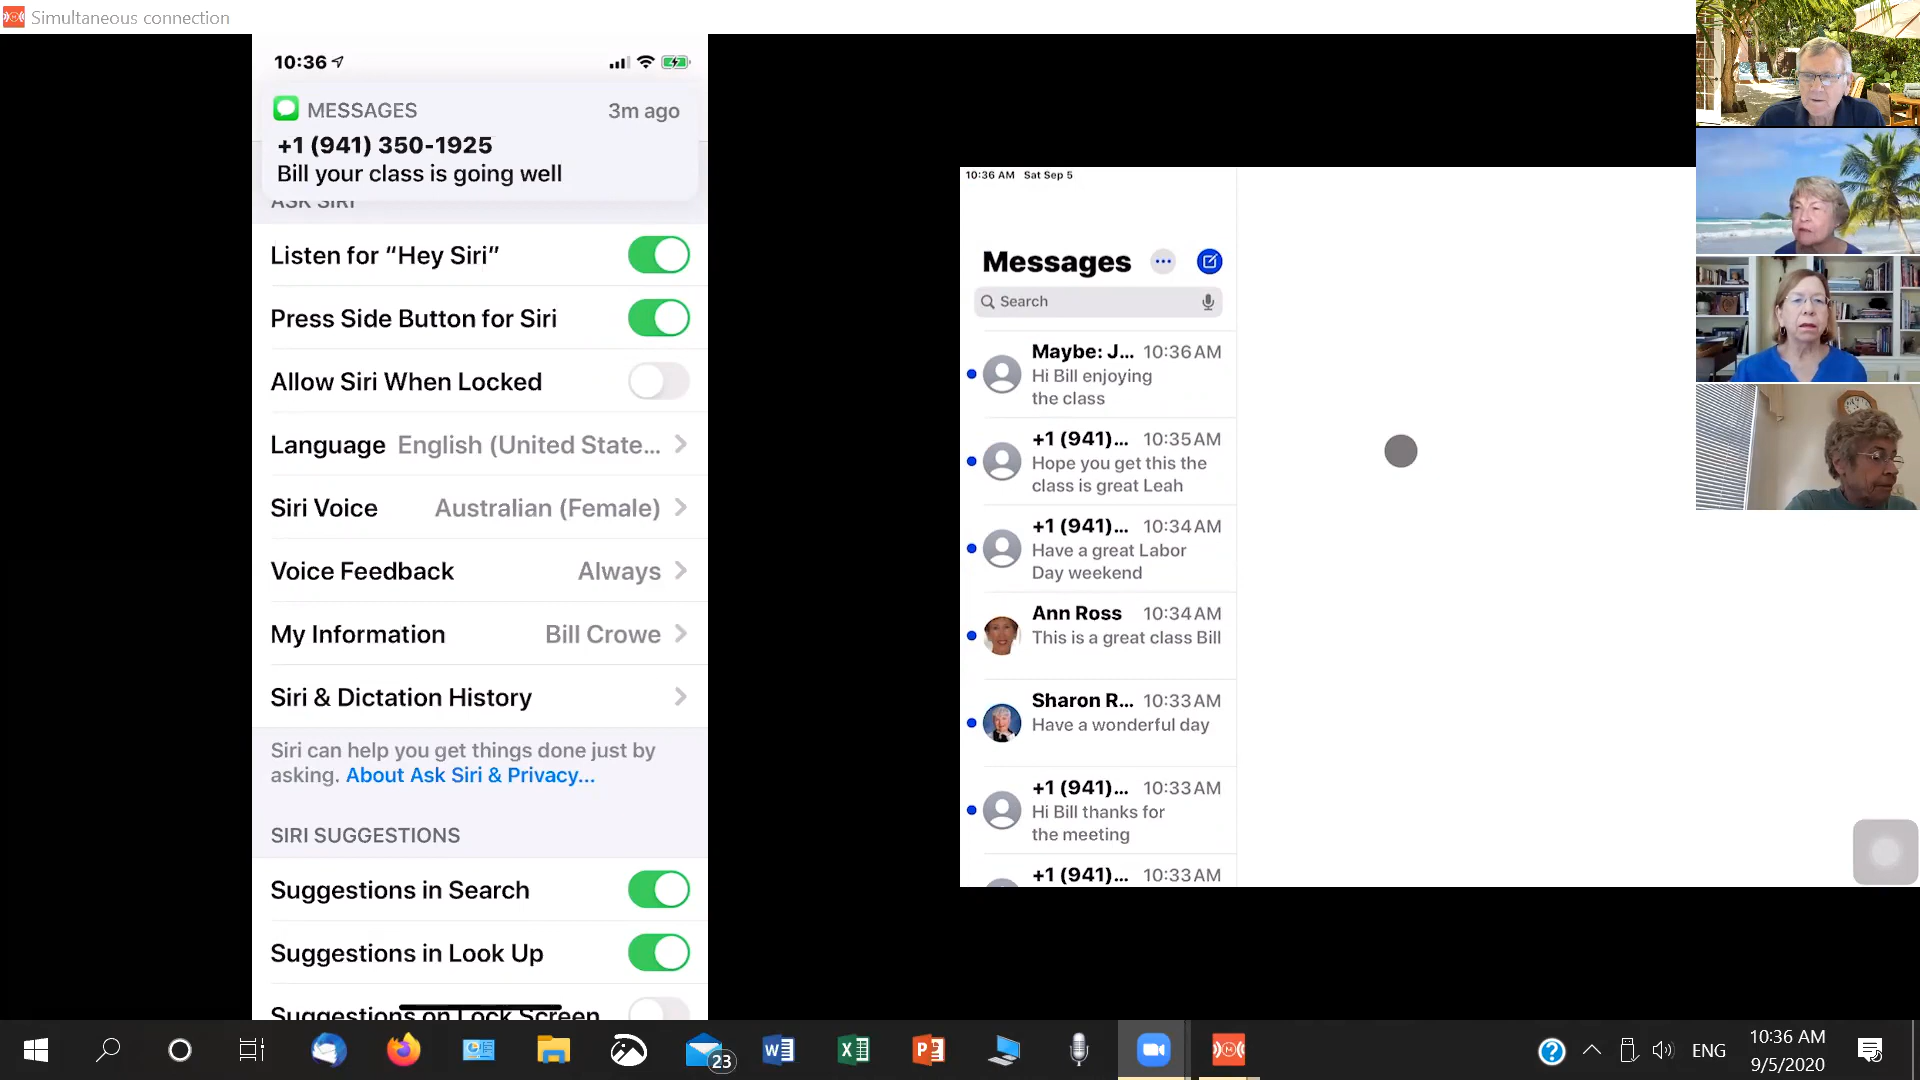 Simultaneous connection
10:36
MESSAGES 3m ago
+1 (941) 350-1925
Bill your class is going well
ASK SIRI
Listen for “Hey Siri”
Press Side Button for Siri
Allow Siri When Locked
Language English (United State...
Siri Voice Australian (Female)
Voice Feedback Always
My Information Bill Crowe
Siri & Dictation History
Siri can help you get things done just by
asking. About Ask Siri & Privacy...
SIRI SUGGESTIONS
Suggestions in Search
Suggestions in Look Up
Suggestions on Lock Screen
10:36 AM Sat Sep 5
Messages
Search
Maybe: J... 10:36 AM
Hi Bill enjoying
the class
+1 (941)... 10:35 AM
Hope you get this the
class is great Leah
+1 (941)... 10:34 AM
Have a great Labor
Day weekend
Ann Ross 10:34 AM
This is a great class Bill
Sharon R... 10:33 AM
Have a wonderful day
+1 (941)... 10:33 AM
Hi Bill thanks for
the meeting
+1 (941)... 10:33 AM
23
ENG
10:36 AM
9/5/2020